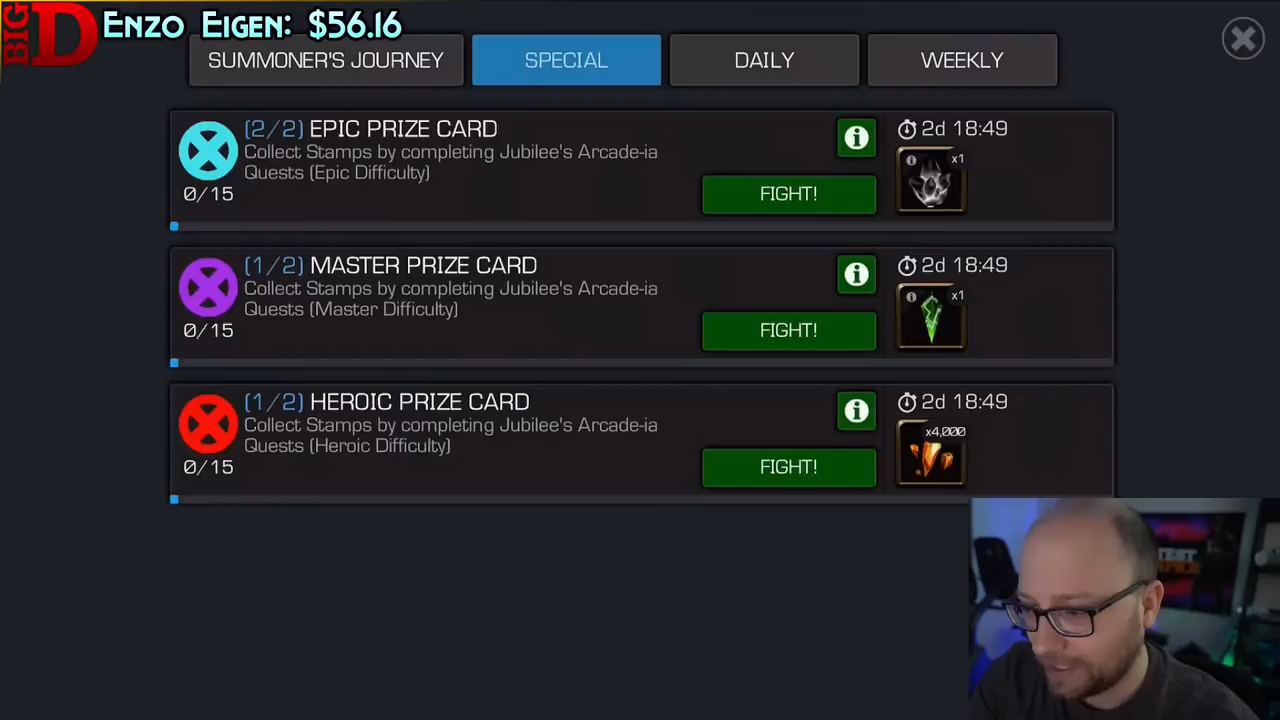 BIG D Enzo Eigen: $56.16
SUMMONER'S JOURNEY
SPECIAL
DAILY
WEEKLY
(2/2) EPIC PRIZE CARD
Collect Stamps by completing Jubilee's Arcade-ia
Quests (Epic Difficulty)
0/15
FIGHT!
2d 18:49
x1
(1/2) MASTER PRIZE CARD
Collect Stamps by completing Jubilee's Arcade-ia
Quests (Master Difficulty)
0/15
FIGHT!
2d 18:49
x1
(1/2) HEROIC PRIZE CARD
Collect Stamps by completing Jubilee's Arcade-ia
Quests (Heroic Difficulty)
0/15
FIGHT!
2d 18:49
x4,000